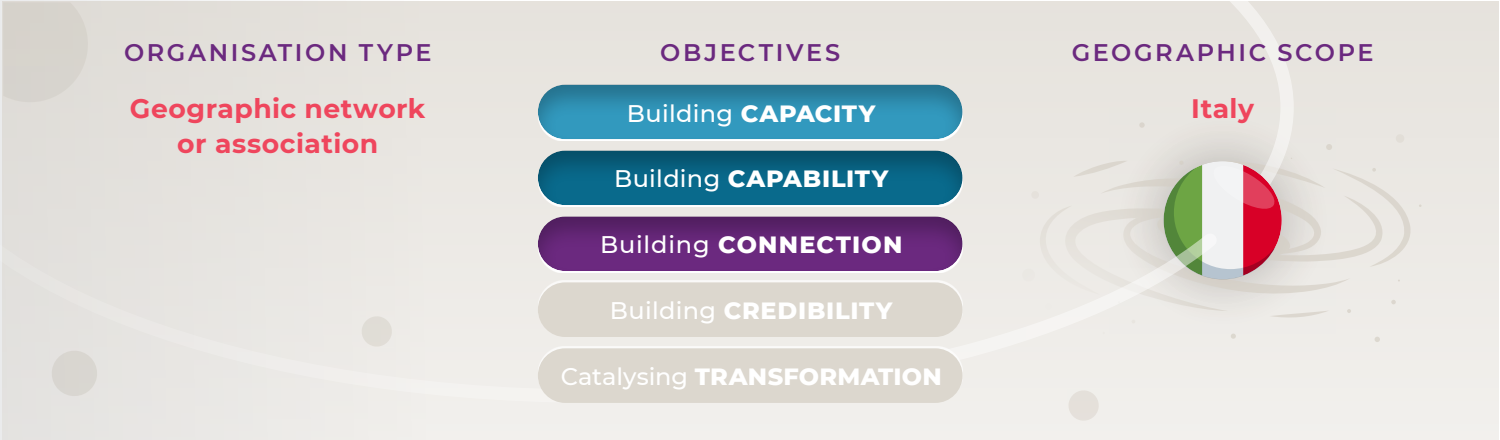 ORGANISATION TYPE
Geographic network
or association
OBJECTIVES
Building CAPACITY
Building CAPABILITY
Building CONNECTION
Building CREDIBILITY
Catalysing TRANSFORMATION
GEOGRAPHIC SCOPE
Italy